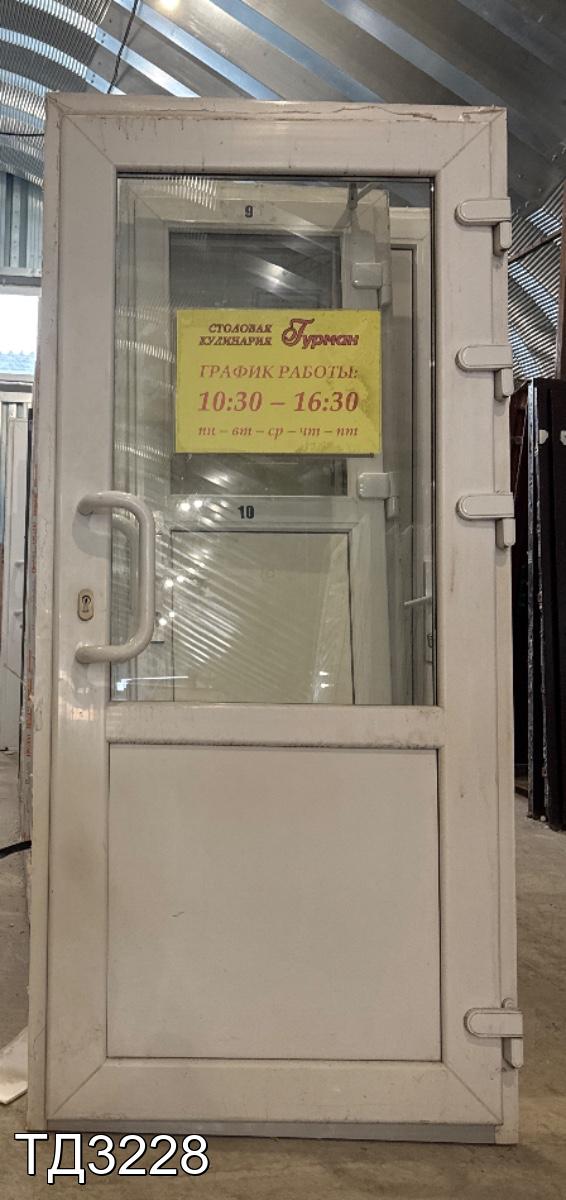 9
СТОЛОВАЯ
КУЛИНАРИЯ Гурман
ГРАФИК РАБОТЫ:
10:30 – 16:30
пн – вт – ср – чт – пт
10
ТД3228